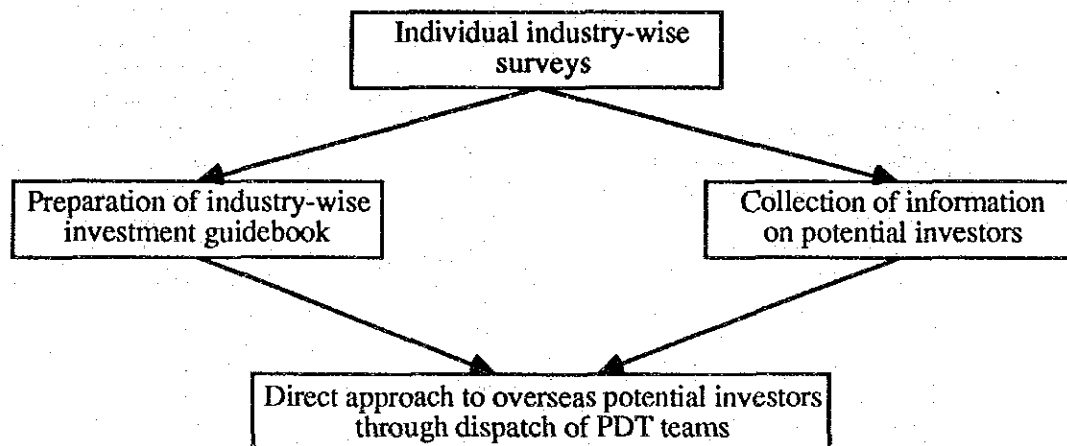 Individual industry-wise
surveys
Preparation of industry-wise
investment guidebook
Collection of information
on potential investors
Direct approach to overseas potential investors
through dispatch of PDT teams